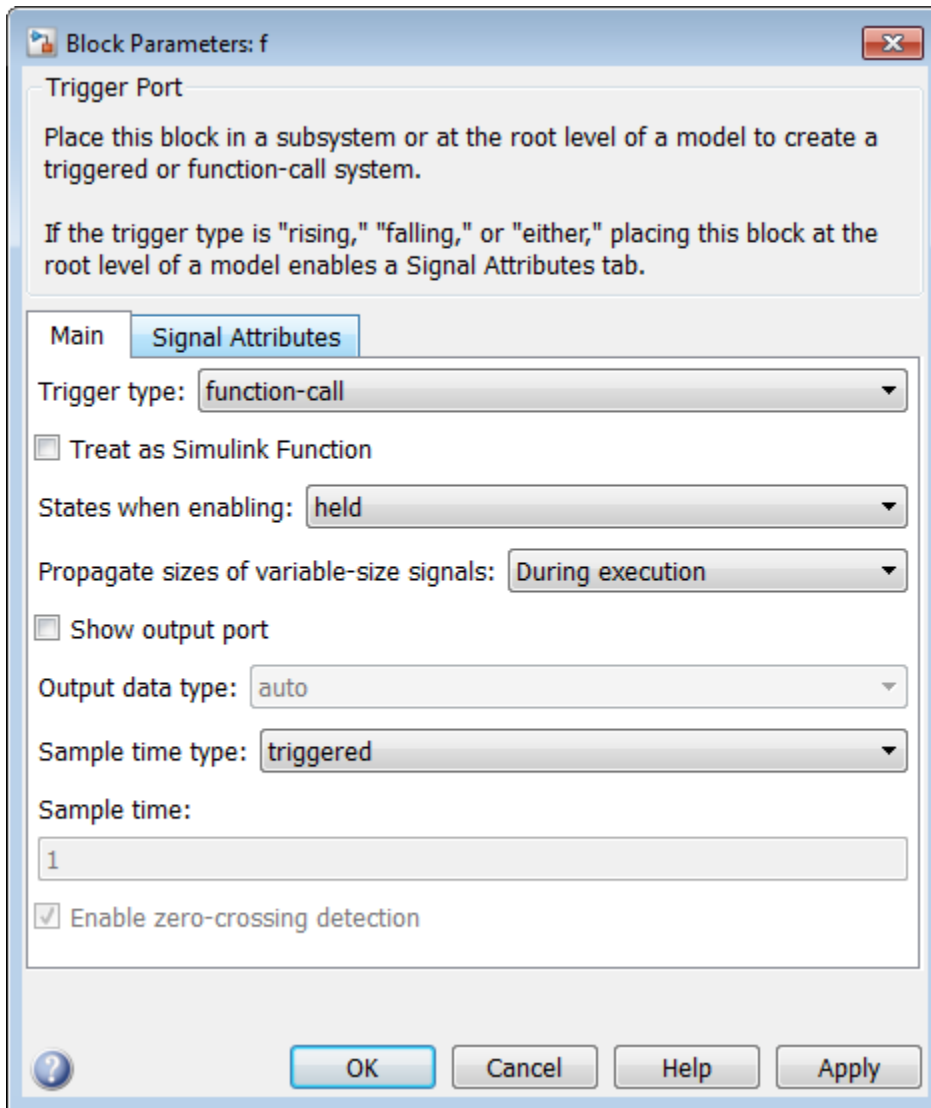 Block Parameters: f
Trigger Port
Place this block in a subsystem or at the root level of a model to create a
triggered or function-call system.
If the trigger type is "rising," "falling," or "either," placing this block at the
root level of a model enables a Signal Attributes tab.
Main Signal Attributes
Trigger type: function-call
Treat as Simulink Function
States when enabling: held
Propagate sizes of variable-size signals: During execution
Show output port
Output data type: auto
Sample time type: triggered
Sample time:
1
Enable zero-crossing detection
? OK Cancel Help Apply